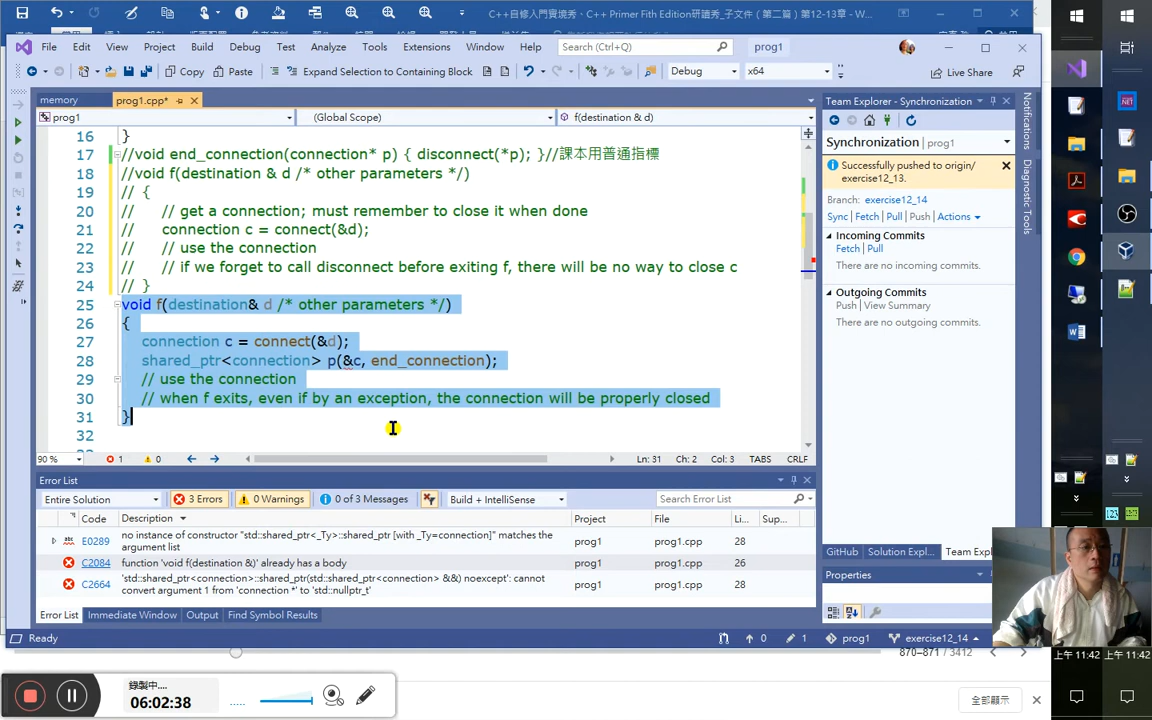 C++自修入門實境秀、C++ Primer Fifth Edition研讀秀_子文件（第二篇）12-13章 - W...
File Edit View Project Build Debug Test Analyze Tools Extensions Window Help Search (Ctrl+Q) prog1
Copy Paste Expand Selection to Containing Block Debug x64 Live Share
memory prog1.cpp*
prog1 (Global Scope) f(destination & d)
16 }
17 //void end_connection(connection* p) { disconnect(*p); }//課本用普通指標
18 //void f(destination & d /* other parameters */)
19 // {
20 // // get a connection; must remember to close it when done
21 // connection c = connect(&d);
22 // // use the connection
23 // // if we forget to call disconnect before exiting f, there will be no way to close c
24 // }
25 void f(destination& d /* other parameters */)
26 {
27 connection c = connect(&d);
28 shared_ptr<connection> p(&c, end_connection);
29 // use the connection
30 // when f exits, even if by an exception, the connection will be properly closed
31 }
32
90 % 1 0 Ln: 31 Ch: 2 Col: 3 TABS CRLF
Error List
Entire Solution 3 Errors 0 Warnings 0 of 3 Messages Build + IntelliSense Search Error List
Code Description Project File Li... Sup...
E0289 no instance of constructor "std::shared_ptr<_Ty>::shared_ptr [with _Ty=connection]" matches the argument list prog1 prog1.cpp 28
C2084 function 'void f(destination &)' already has a body prog1 prog1.cpp 26
C2664 'std::shared_ptr<connection>::shared_ptr(std::shared_ptr<connection> &&) noexcept': cannot convert argument 1 from 'connection *' to 'std::nullptr_t' prog1 prog1.cpp 28
Error List Immediate Window Output Find Symbol Results
Ready 0 1 prog1 exercise12_14
Team Explorer - Synchronization
Synchronization prog1
Successfully pushed to origin/
exercise12_13.
Branch: exercise12_14
Sync Fetch Pull Push Actions
Incoming Commits
Fetch Pull
There are no incoming commits.
Outgoing Commits
Push View Summary
There are no outgoing commits.
GitHub Solution Expl... Team Exp
Properties
Notifications
Diagnostic Tools
870–871 / 3412
錄製中...
06:02:38
全部顯示
上午 11:42 上午 11:42